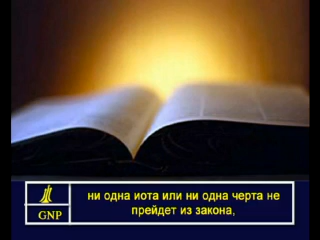 ни одна иота или ни одна черта не
прейдет из закона,
GNP